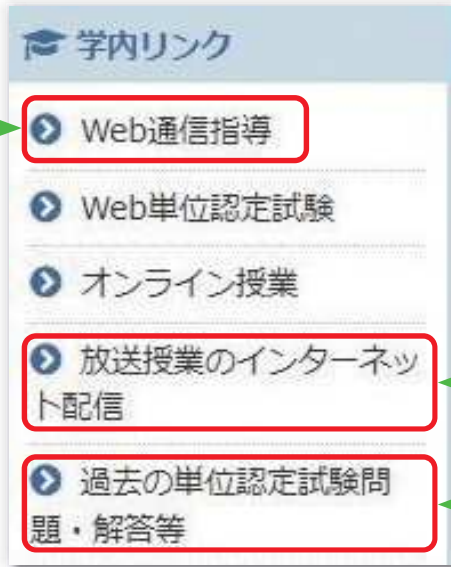 学内リンク
Web通信指導
Web単位認定試験
オンライン授業
放送授業のインターネッ
ト配信
過去の単位認定試験問
題・解答等